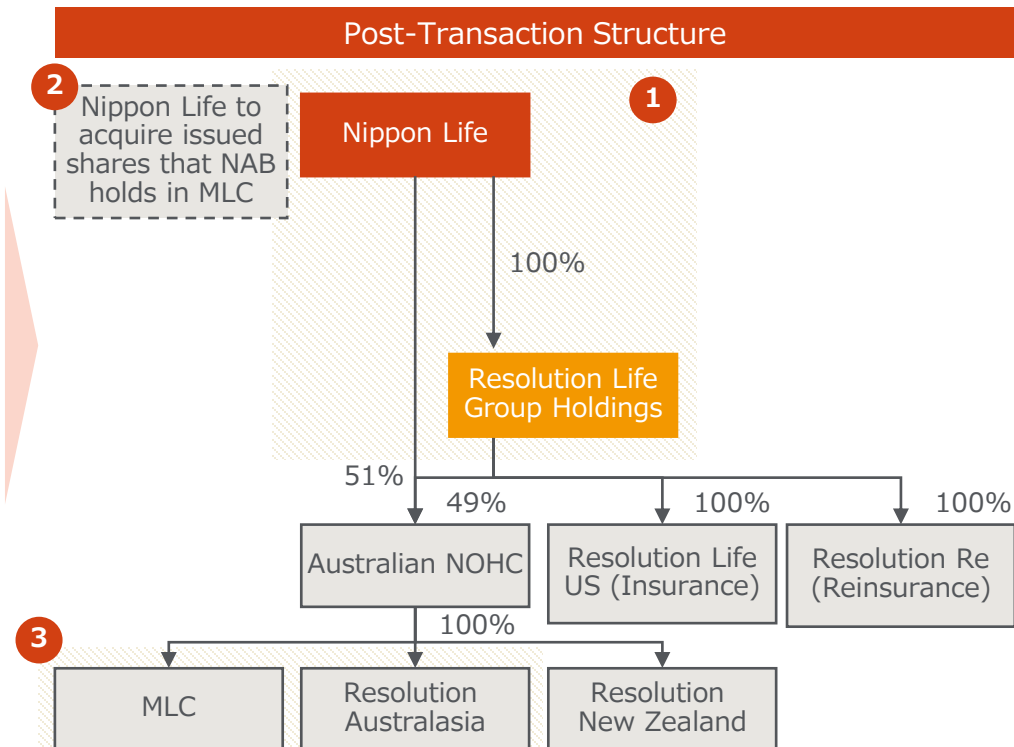 Post-Transaction Structure
2
1
Nippon Life to
acquire issued
shares that NAB
holds in MLC
Nippon Life
100%
Resolution Life
Group Holdings
51%
49%
100%
100%
Australian NOHC
Resolution Life
US (Insurance)
Resolution Re
(Reinsurance)
100%
3
MLC
Resolution
Australasia
Resolution
New Zealand